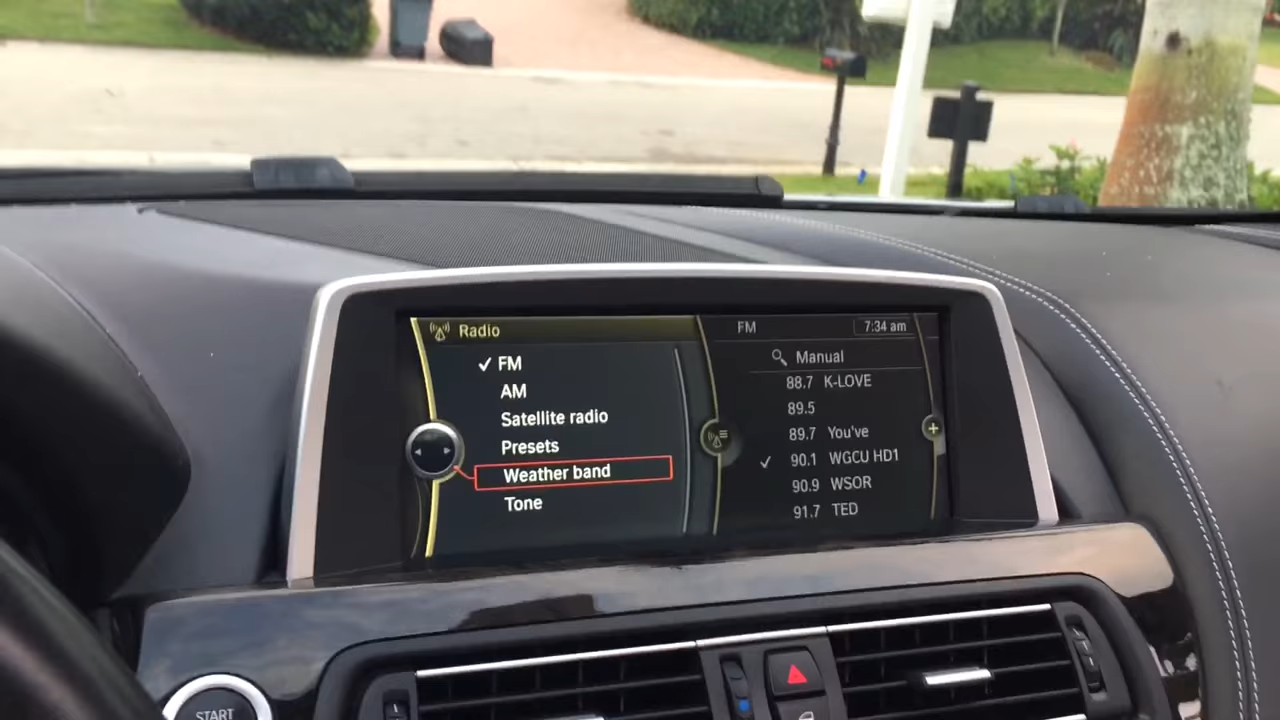 Radio
FM
AM
Satellite radio
Presets
Weather band
Tone
FM 7:34 am
Manual
88.7 K-LOVE
89.5
89.7 You've
90.1 WGCU HD1
90.9 WSOR
91.7 TED
START